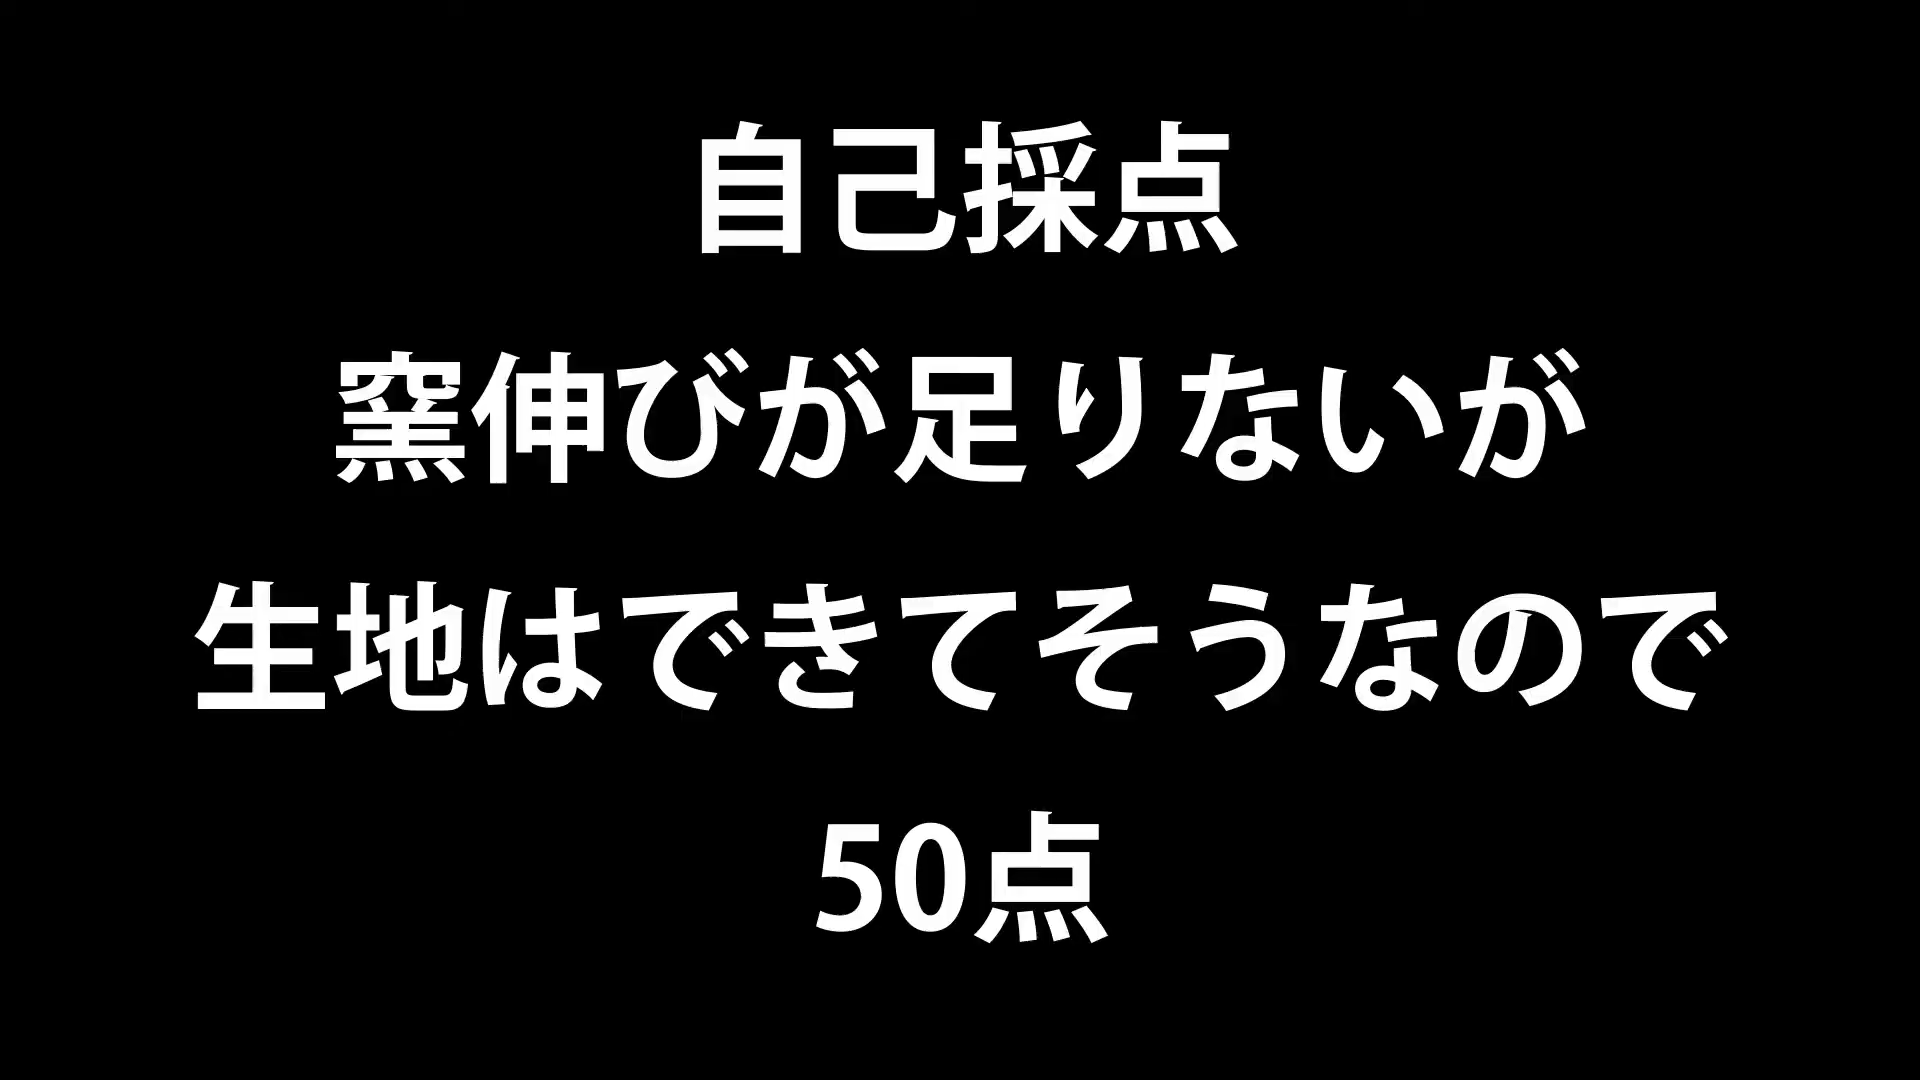 自己採点
窯伸びが足りないが
生地はできてそうなので
50点